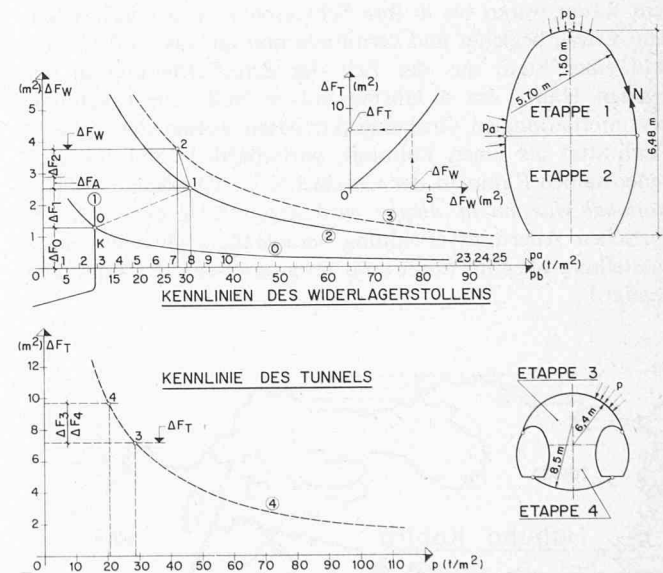 pb
(m²) ΔFW
ΔFT (m²)
10
ΔFT
5
4
3
2
1
0
ΔFW
ΔF2
ΔFA
ΔF1
ΔF0
2
1
①
0
K
0
ΔFW
5
ΔFW (m²)
③
②
⓪
1 2 3 4 5 6 7 8 9 10 23 24 25 pa (t/m²)
5 10 15 20 25 30 40 50 60 70 80 90 pb
KENNLINIEN DES WIDERLAGERSTOLLENS
1,50 m
5,70 m
N
ETAPPE 1
pa
6,48 m
ETAPPE 2
(m²) ΔFT
12
10
8
6
4
2
0
KENNLINIE DES TUNNELS
4
ΔF3
ΔF4
3
ΔFT
④
10 20 30 40 50 60 70 80 90 100 110 p (t/m²)
ETAPPE 3
p
6,4 m
8,5 m
ETAPPE 4